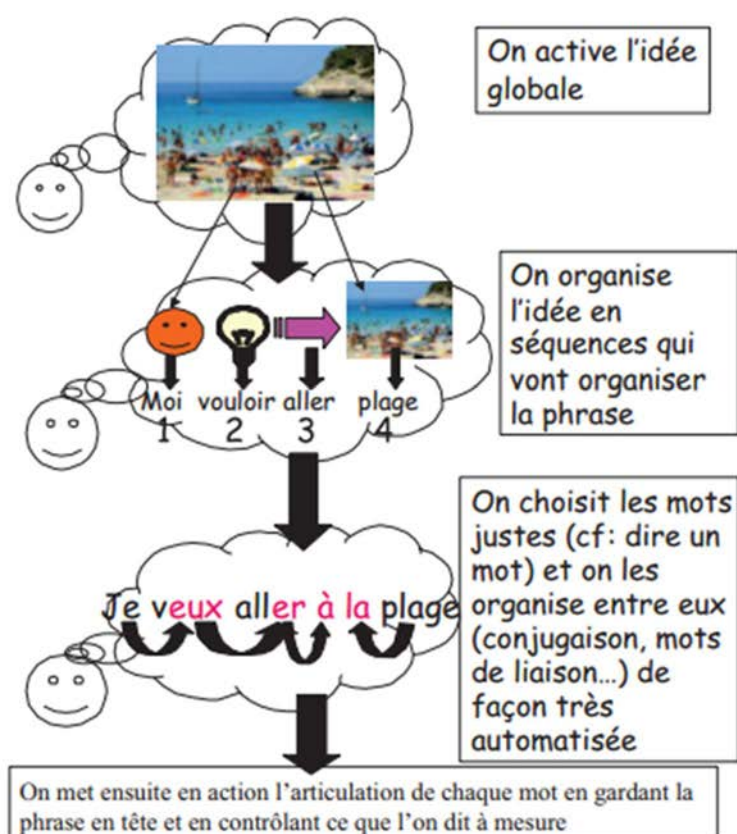 On active l'idée
globale
On organise
l'idée en
séquences qui
vont organiser
la phrase
Moi vouloir aller plage
1 2 3 4
On choisit les mots
justes (cf: dire un
mot) et on les
organise entre eux
(conjugaison, mots
de liaison...) de
façon très
automatisée
Je veux aller à la plage
On met ensuite en action l'articulation de chaque mot en gardant la
phrase en tête et en contrôlant ce que l'on dit à mesure